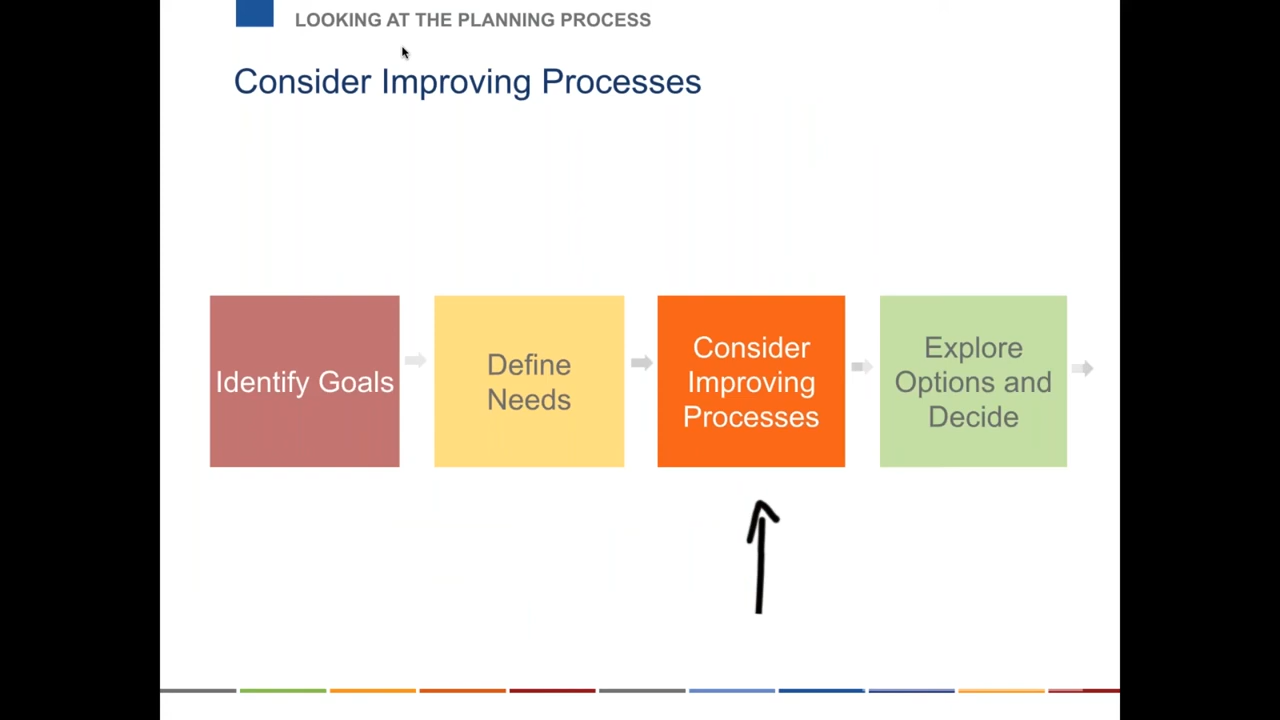 LOOKING AT THE PLANNING PROCESS
Consider Improving Processes
Identify Goals
Define
Needs
Consider
Improving
Processes
Explore
Options and
Decide